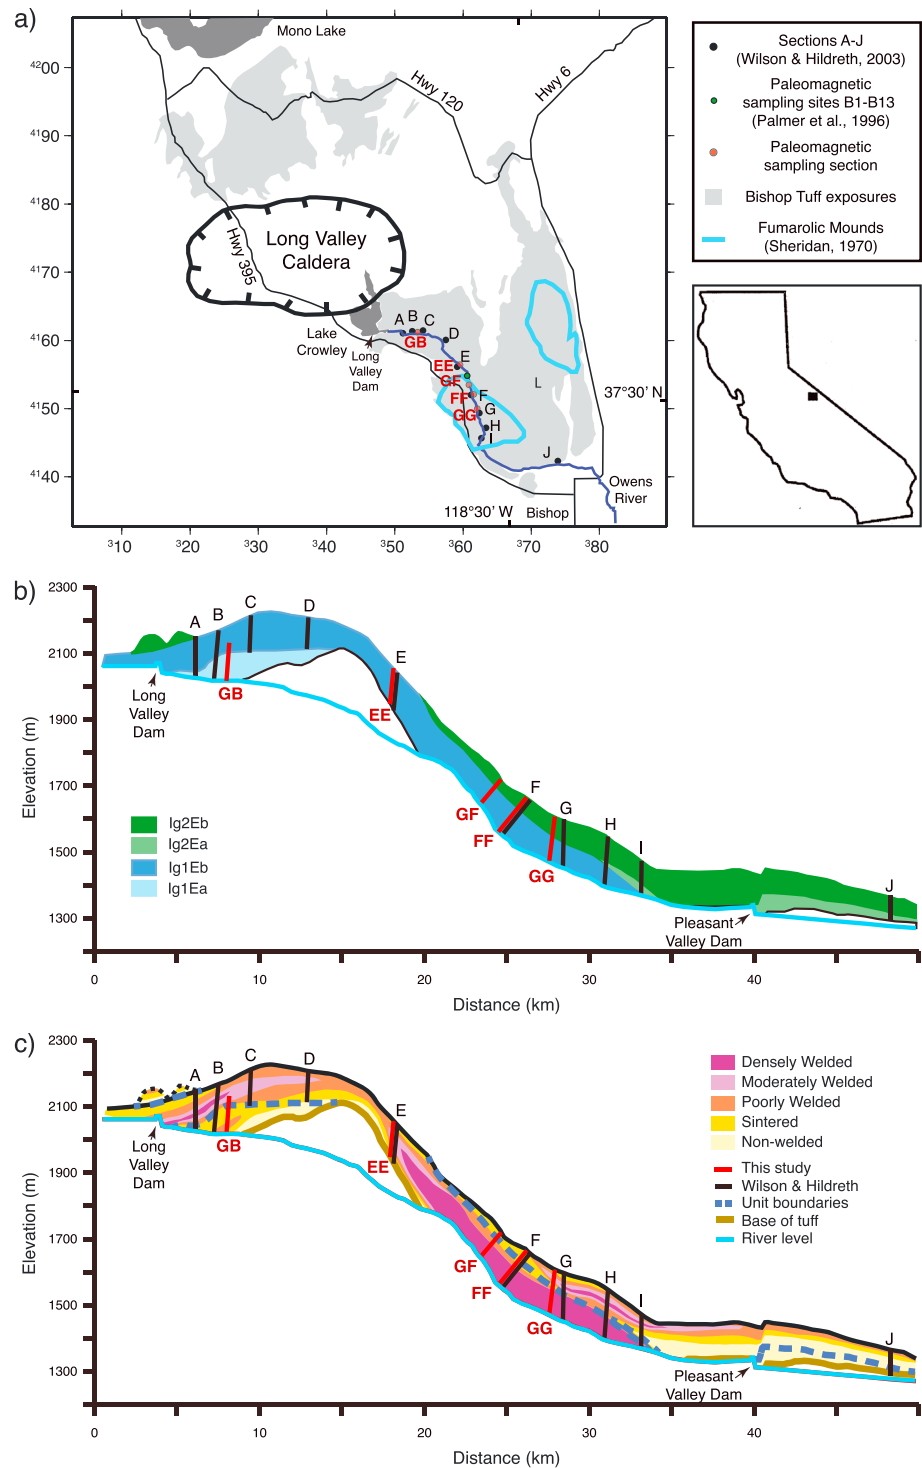 a)
Mono Lake
Hwy 120
Hwy 6
Long Valley
Caldera
Hwy 395
Lake
Crowley
Long
Valley
Dam
A
B
C
GB
D
EE
E
GF
FF
F
GG
G
H
I
J
L
37°30' N
118°30' W
Bishop
Owens
River
⁴²00
⁴¹90
⁴¹80
⁴¹70
⁴¹60
⁴¹50
⁴¹40
³10
³20
³30
³40
³50
³60
³70
³80
Sections A-J
(Wilson & Hildreth, 2003)
Paleomagnetic
sampling sites B1-B13
(Palmer et al., 1996)
Paleomagnetic
sampling section
Bishop Tuff exposures
Fumarolic Mounds
(Sheridan, 1970)
b)
2300
2100
1900
1700
1500
1300
Elevation (m)
A
B
C
D
E
F
G
H
I
J
GB
EE
GF
FF
GG
Long
Valley
Dam
Pleasant
Valley Dam
Ig2Eb
Ig2Ea
Ig1Eb
Ig1Ea
0
10
20
30
40
Distance (km)
c)
2300
2100
1900
1700
1500
1300
Elevation (m)
A
B
C
D
E
F
G
H
I
J
GB
EE
GF
FF
GG
Long
Valley
Dam
Pleasant
Valley Dam
Densely Welded
Moderately Welded
Poorly Welded
Sintered
Non-welded
This study
Wilson & Hildreth
Unit boundaries
Base of tuff
River level
0
10
20
30
40
Distance (km)